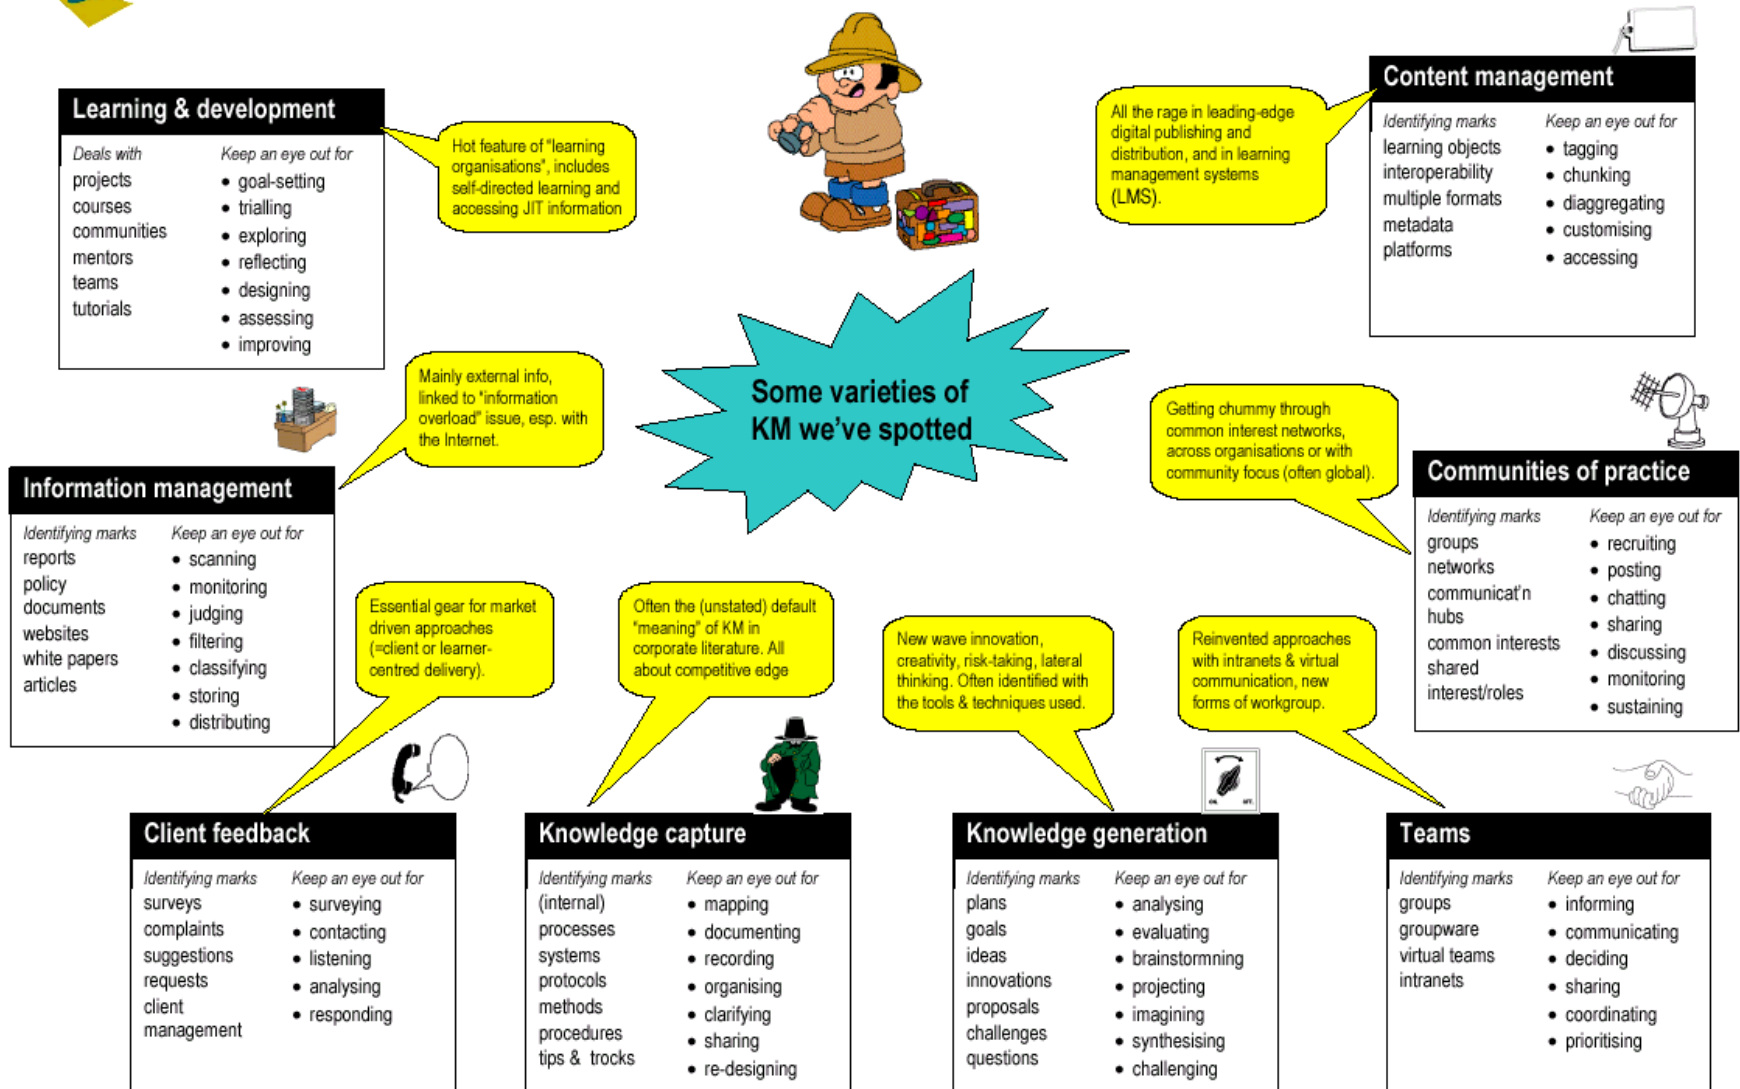 Learning & development
Deals with
projects
courses
communities
mentors
teams
tutorials
Keep an eye out for
• goal-setting
• trialling
• exploring
• reflecting
• designing
• assessing
• improving
Hot feature of “learning
organisations”, includes
self-directed learning and
accessing JIT information
All the rage in leading-edge
digital publishing and
distribution, and in learning
management systems
(LMS).
Content management
Identifying marks
learning objects
interoperability
multiple formats
metadata
platforms
Keep an eye out for
• tagging
• chunking
• diaggregating
• customising
• accessing
Some varieties of
KM we’ve spotted
Mainly external info,
linked to “information
overload” issue, esp. with
the Internet.
Information management
Identifying marks
reports
policy
documents
websites
white papers
articles
Keep an eye out for
• scanning
• monitoring
• judging
• filtering
• classifying
• storing
• distributing
Getting chummy through
common interest networks,
across organisations or with
community focus (often global).
Communities of practice
Identifying marks
groups
networks
communicat’n
hubs
common interests
shared
interest/roles
Keep an eye out for
• recruiting
• posting
• chatting
• sharing
• discussing
• monitoring
• sustaining
Essential gear for market
driven approaches
(=client or learner-
centred delivery).
Client feedback
Identifying marks
surveys
complaints
suggestions
requests
client
management
Keep an eye out for
• surveying
• contacting
• listening
• analysing
• responding
Often the (unstated) default
“meaning” of KM in
corporate literature. All
about competitive edge
Knowledge capture
Identifying marks
(internal)
processes
systems
protocols
methods
procedures
tips & trocks
Keep an eye out for
• mapping
• documenting
• recording
• organising
• clarifying
• sharing
• re-designing
New wave innovation,
creativity, risk-taking, lateral
thinking. Often identified with
the tools & techniques used.
Knowledge generation
Identifying marks
plans
goals
ideas
innovations
proposals
challenges
questions
Keep an eye out for
• analysing
• evaluating
• brainstormning
• projecting
• imagining
• synthesising
• challenging
Reinvented approaches
with intranets & virtual
communication, new
forms of workgroup.
Teams
Identifying marks
groups
groupware
virtual teams
intranets
Keep an eye out for
• informing
• communicating
• deciding
• sharing
• coordinating
• prioritising